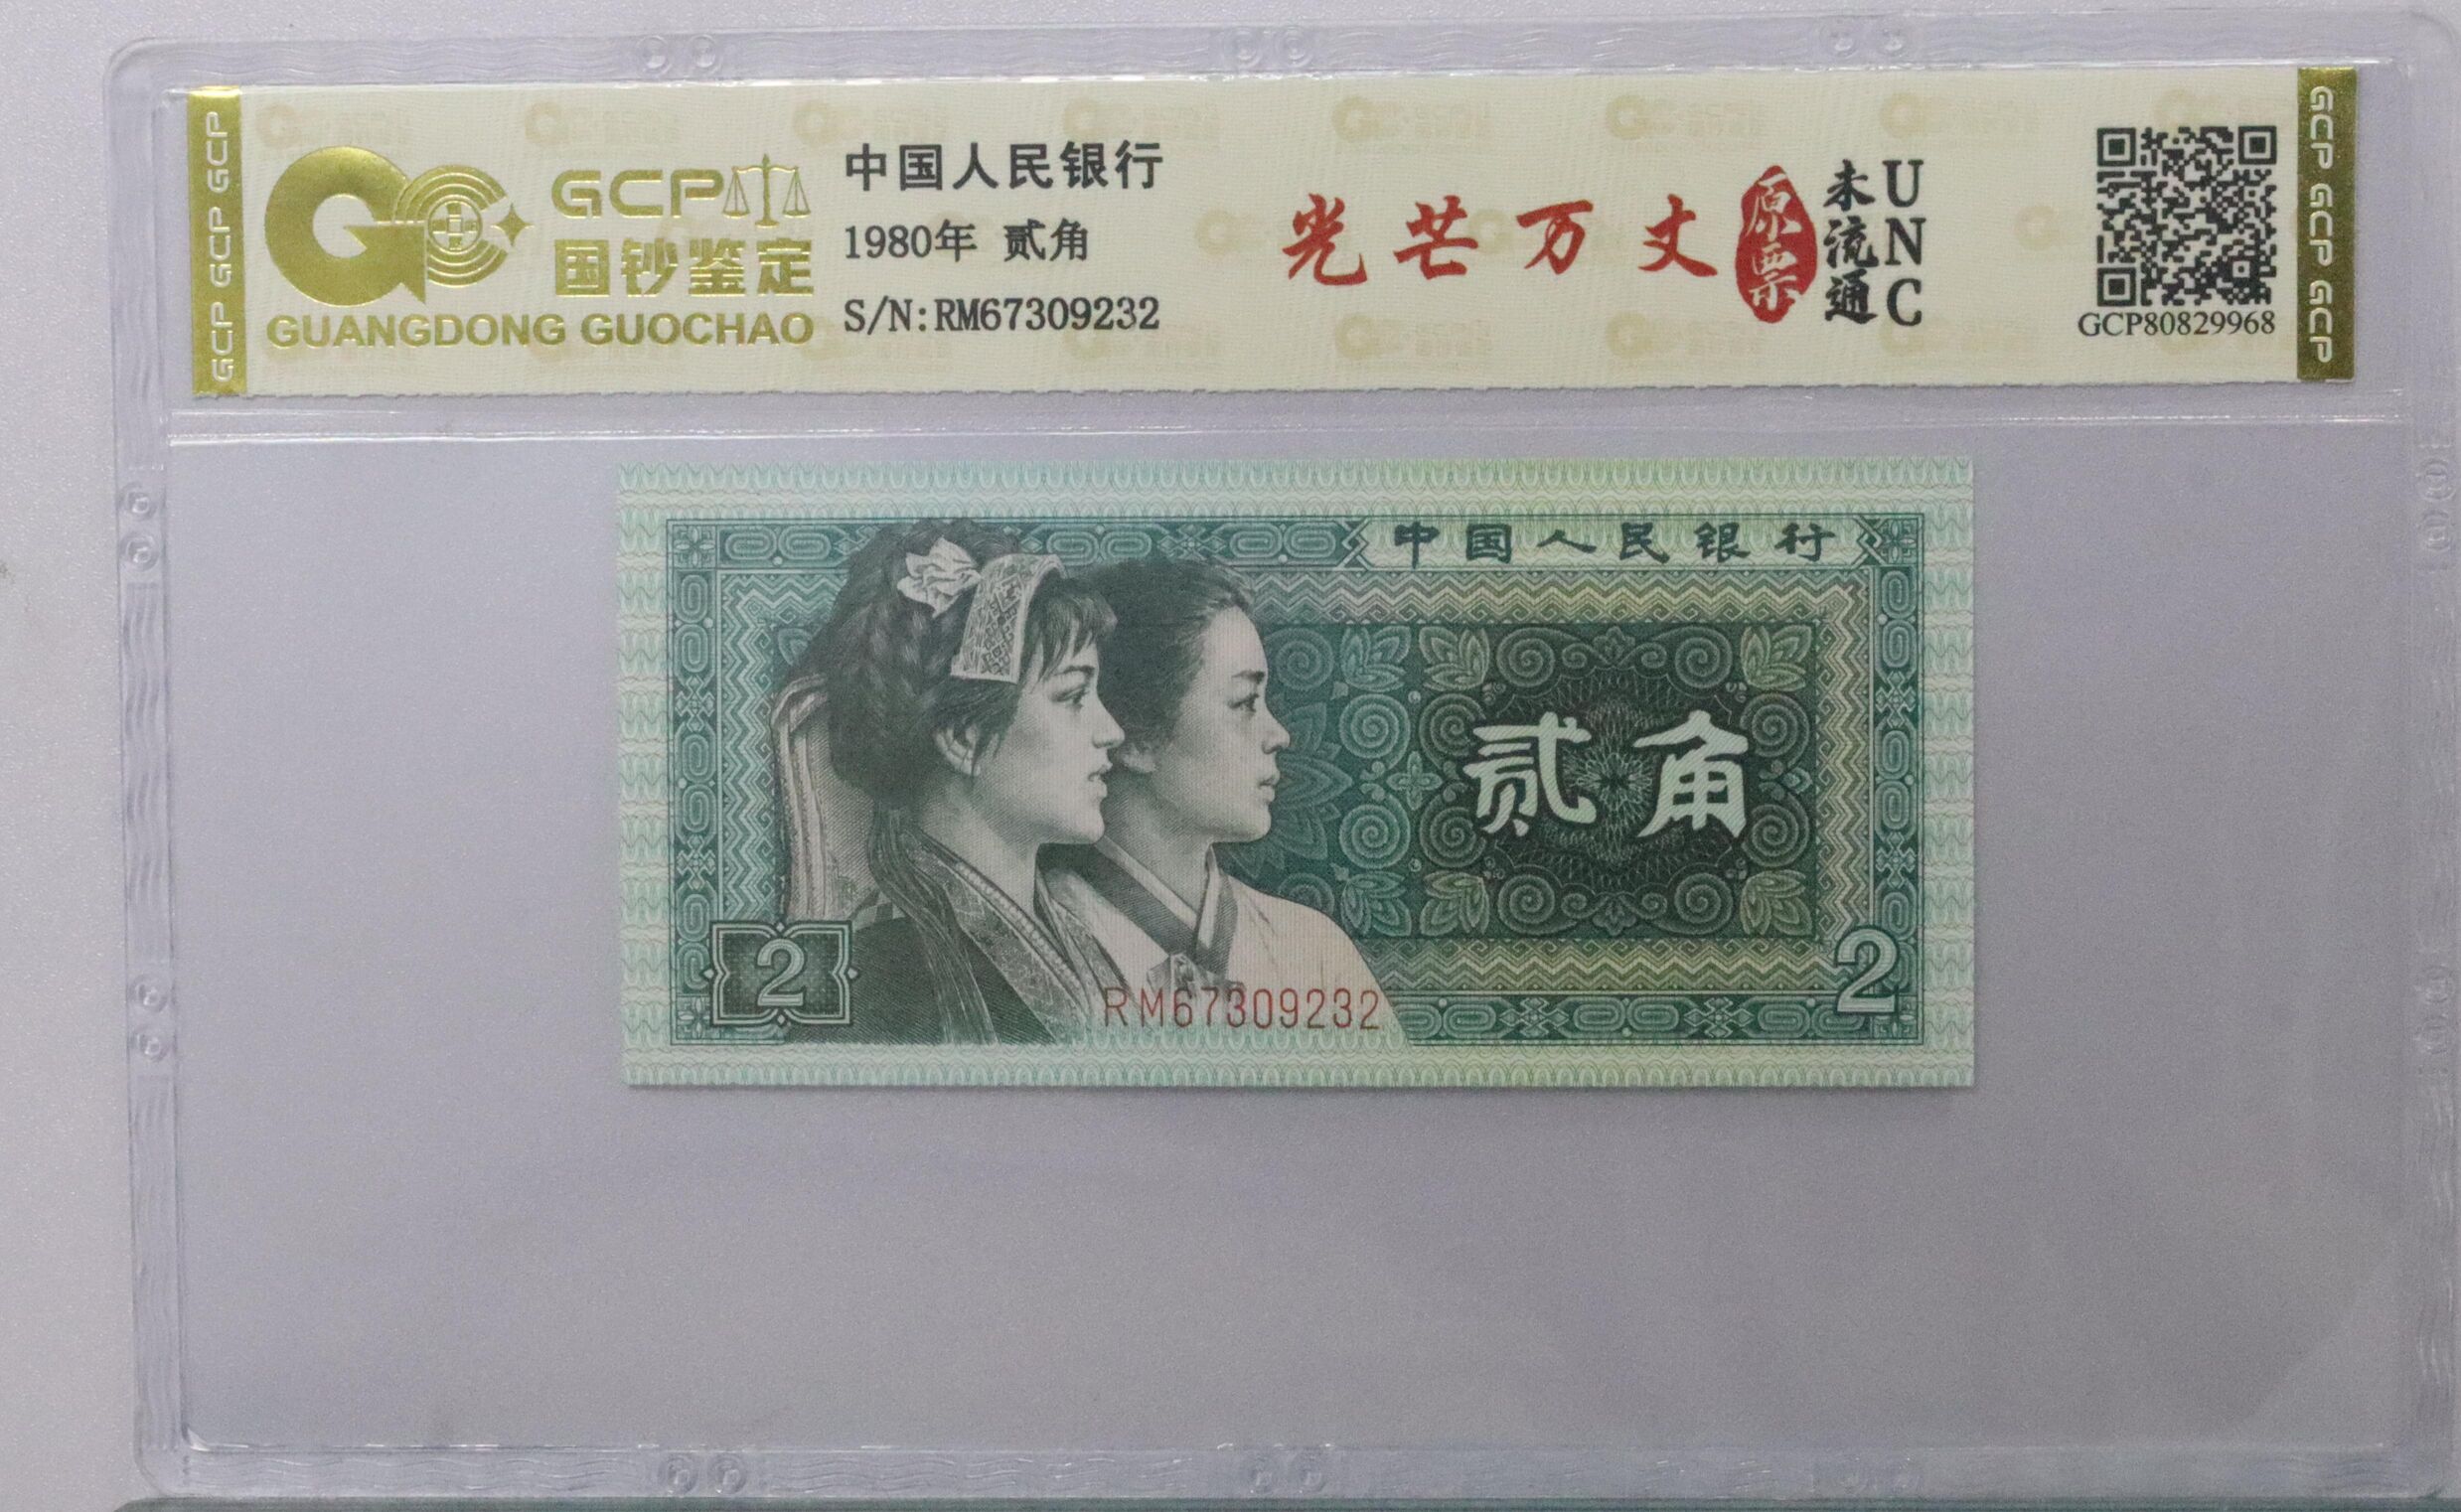 GCP GCP GCP
GCP
国钞鉴定
GUANGDONG GUOCHAO
中国人民银行
1980年 贰角
S/N:RM67309232
光芒万丈
原票
未流通
UNC
GCP80829968
GCP GCP GCP
中国人民银行
贰角
2
2
RM67309232